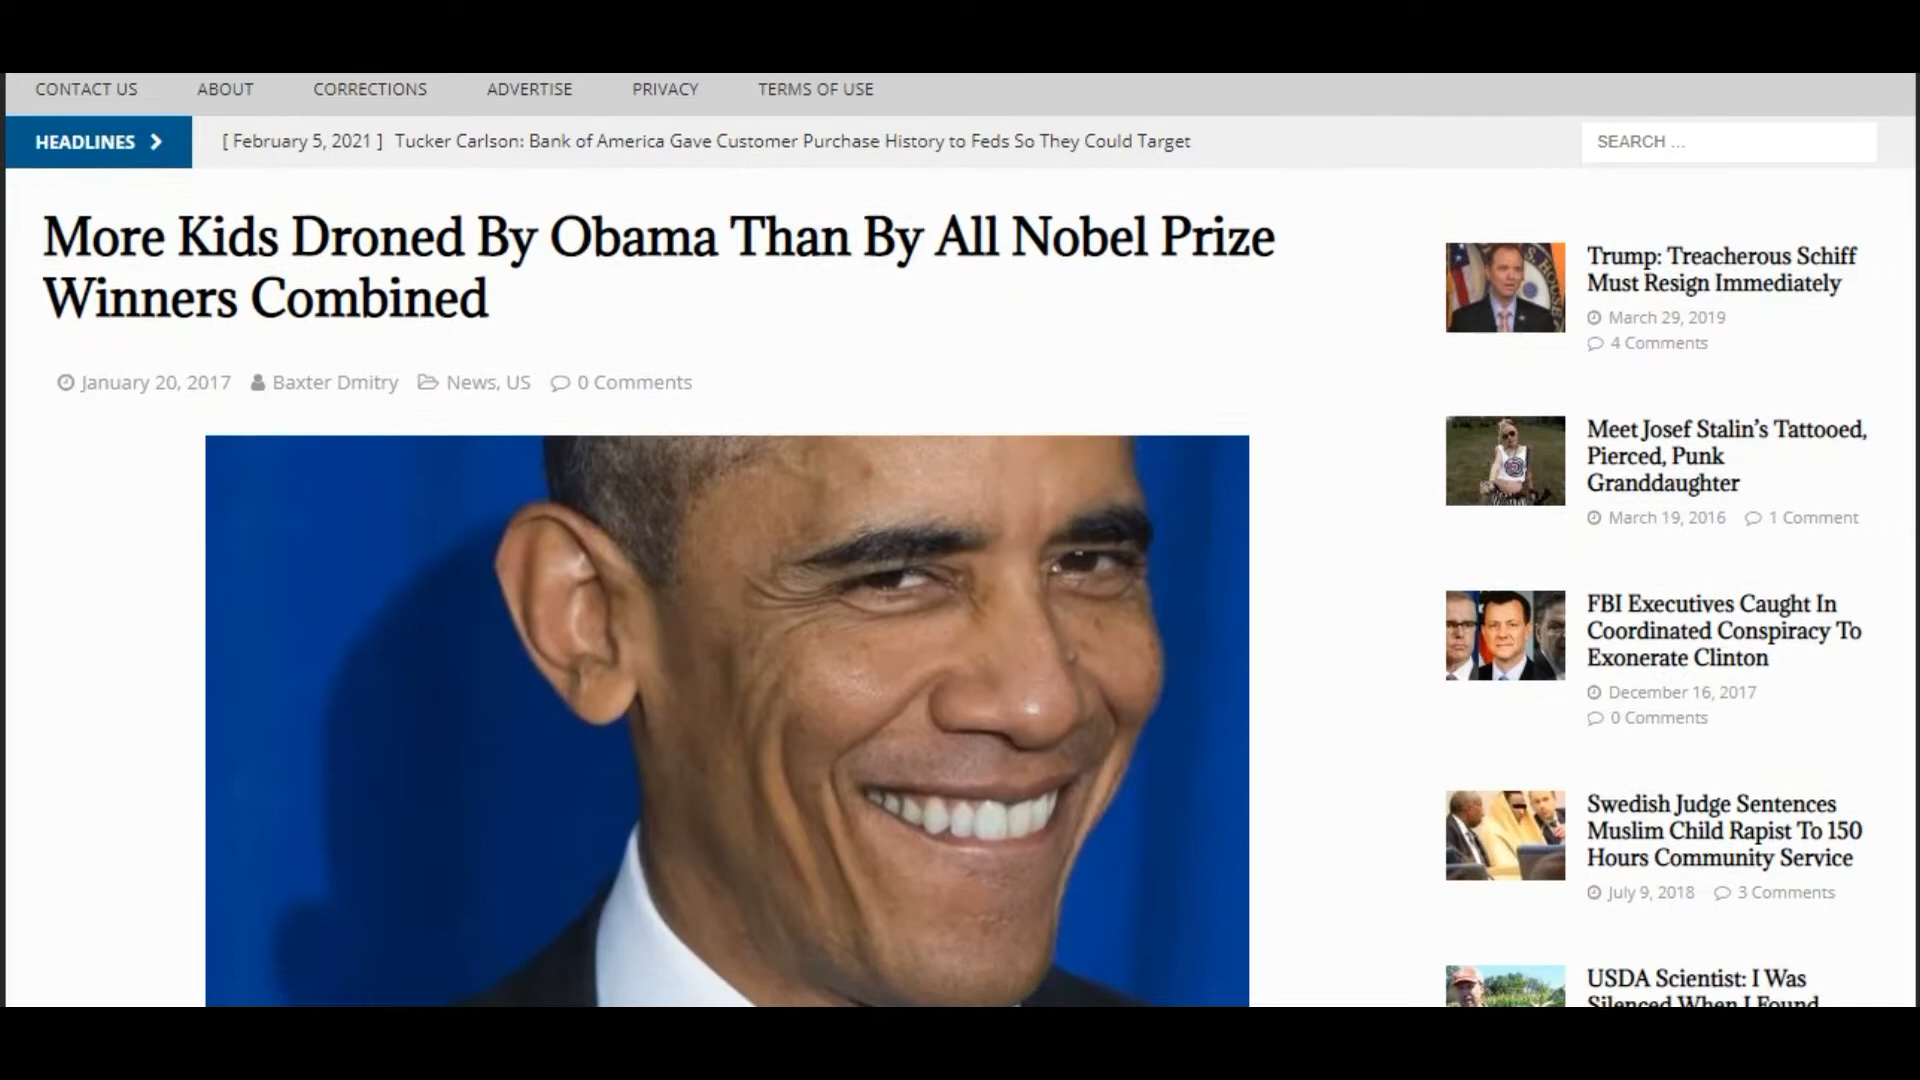 CONTACT US ABOUT CORRECTIONS ADVERTISE PRIVACY TERMS OF USE
HEADLINES [ February 5, 2021 ] Tucker Carlson: Bank of America Gave Customer Purchase History to Feds So They Could Target SEARCH ...
More Kids Droned By Obama Than By All Nobel Prize
Winners Combined
January 20, 2017 Baxter Dmitry News, US 0 Comments
Trump: Treacherous Schiff
Must Resign Immediately
March 29, 2019
4 Comments
Meet Josef Stalin's Tattooed,
Pierced, Punk
Granddaughter
March 19, 2016 1 Comment
FBI Executives Caught In
Coordinated Conspiracy To
Exonerate Clinton
December 16, 2017
0 Comments
Swedish Judge Sentences
Muslim Child Rapist To 150
Hours Community Service
July 9, 2018 3 Comments
USDA Scientist: I Was
Silenced When I Found